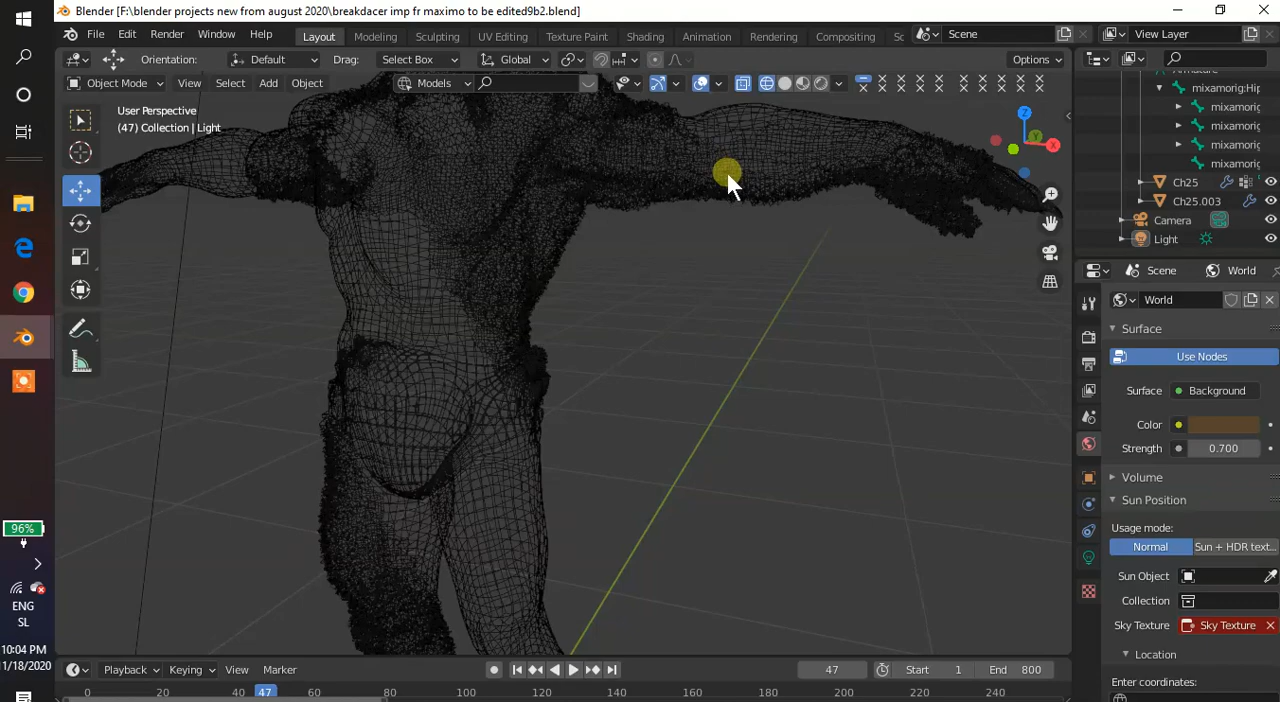 Blender [F:\blender projects new from august 2020\breakdacer imp fr maximo to be edited9b2.blend]
File Edit Render Window Help Layout Modeling Sculpting UV Editing Texture Paint Shading Animation Rendering Compositing Sc Scene View Layer
Orientation: Default Drag: Select Box Global Options
Object Mode View Select Add Object Models
User Perspective
(47) Collection | Light
Z
Y
X
Armature
mixamorig:Hip
mixamorig
mixamorig
mixamorig
mixamorig
Ch25
Ch25.003
Camera
Light
Scene World
World
Surface
Use Nodes
Surface Background
Color
Strength 0.700
Volume
Sun Position
Usage mode:
Normal Sun + HDR text...
Sun Object
Collection
Sky Texture Sky Texture
Location
Enter coordinates:
96%
ENG
SL
10:04 PM
11/18/2020
Playback Keying View Marker 47 Start 1 End 800
0 20 40 47 60 80 100 120 140 160 180 200 220 240